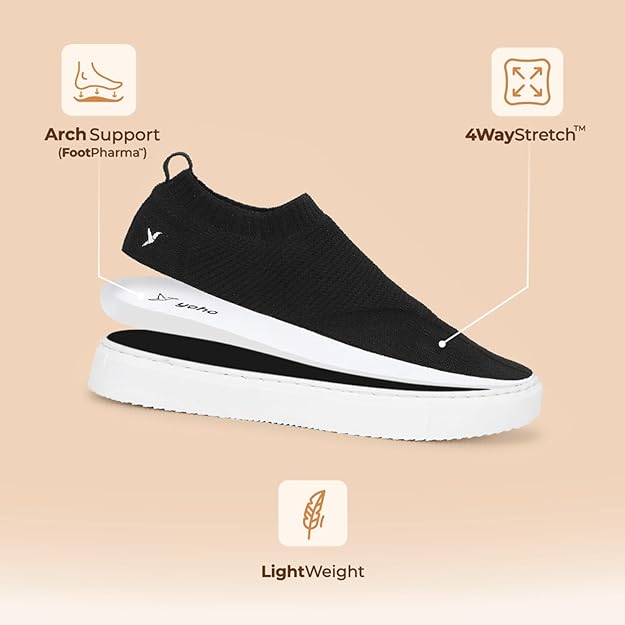 Arch Support
(FootPharma™)
4WayStretch™
yoho
LightWeight